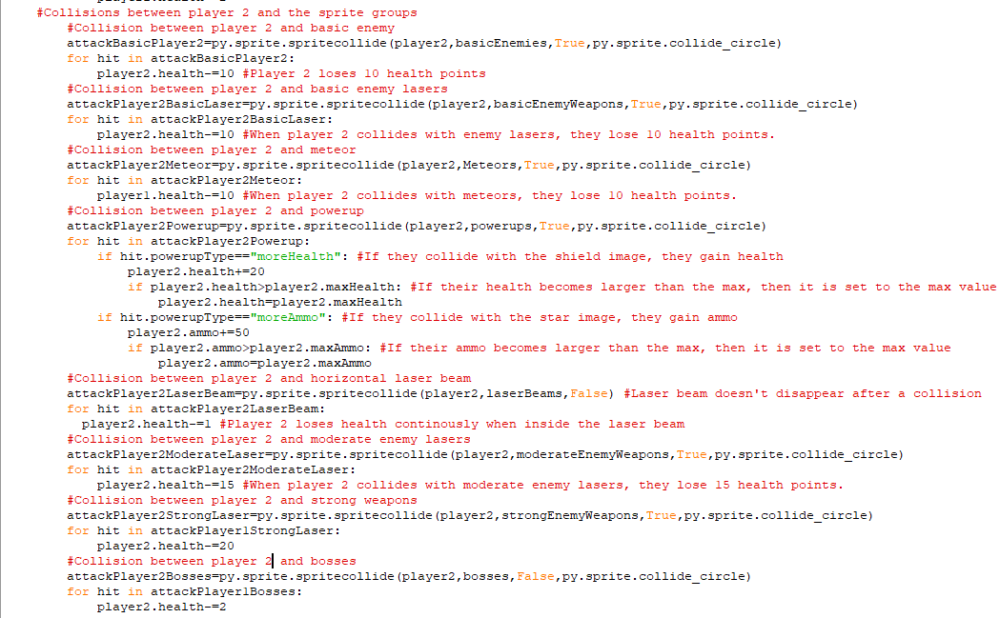 #Collisions between player 2 and the sprite groups
#Collision between player 2 and basic enemy
attackBasicPlayer2=py.sprite.spritecollide(player2,basicEnemies,True,py.sprite.collide_circle)
for hit in attackBasicPlayer2:
player2.health-=10 #Player 2 loses 10 health points
#Collision between player 2 and basic enemy lasers
attackPlayer2BasicLaser=py.sprite.spritecollide(player2,basicEnemyWeapons,True,py.sprite.collide_circle)
for hit in attackPlayer2BasicLaser:
player2.health-=10 #When player 2 collides with enemy lasers, they lose 10 health points.
#Collision between player 2 and meteor
attackPlayer2Meteor=py.sprite.spritecollide(player2,Meteors,True,py.sprite.collide_circle)
for hit in attackPlayer2Meteor:
player1.health-=10 #When player 2 collides with meteors, they lose 10 health points.
#Collision between player 2 and powerup
attackPlayer2Powerup=py.sprite.spritecollide(player2,powerups,True,py.sprite.collide_circle)
for hit in attackPlayer2Powerup:
if hit.powerupType=="moreHealth": #If they collide with the shield image, they gain health
player2.health+=20
if player2.health>player2.maxHealth: #If their health becomes larger than the max, then it is set to the max value
player2.health=player2.maxHealth
if hit.powerupType=="moreAmmo": #If they collide with the star image, they gain ammo
player2.ammo+=50
if player2.ammo>player2.maxAmmo: #If their ammo becomes larger than the max, then it is set to the max value
player2.ammo=player2.maxAmmo
#Collision between player 2 and horizontal laser beam
attackPlayer2LaserBeam=py.sprite.spritecollide(player2,laserBeams,False) #Laser beam doesn't disappear after a collision
for hit in attackPlayer2LaserBeam:
player2.health-=1 #Player 2 loses health continously when inside the laser beam
#Collision between player 2 and moderate enemy lasers
attackPlayer2ModerateLaser=py.sprite.spritecollide(player2,moderateEnemyWeapons,True,py.sprite.collide_circle)
for hit in attackPlayer2ModerateLaser:
player2.health-=15 #When player 2 collides with moderate enemy lasers, they lose 15 health points.
#Collision between player 2 and strong weapons
attackPlayer2StrongLaser=py.sprite.spritecollide(player2,strongEnemyWeapons,True,py.sprite.collide_circle)
for hit in attackPlayer1StrongLaser:
player2.health-=20
#Collision between player 2 and bosses
attackPlayer2Bosses=py.sprite.spritecollide(player2,bosses,False,py.sprite.collide_circle)
for hit in attackPlayer1Bosses:
player2.health-=2